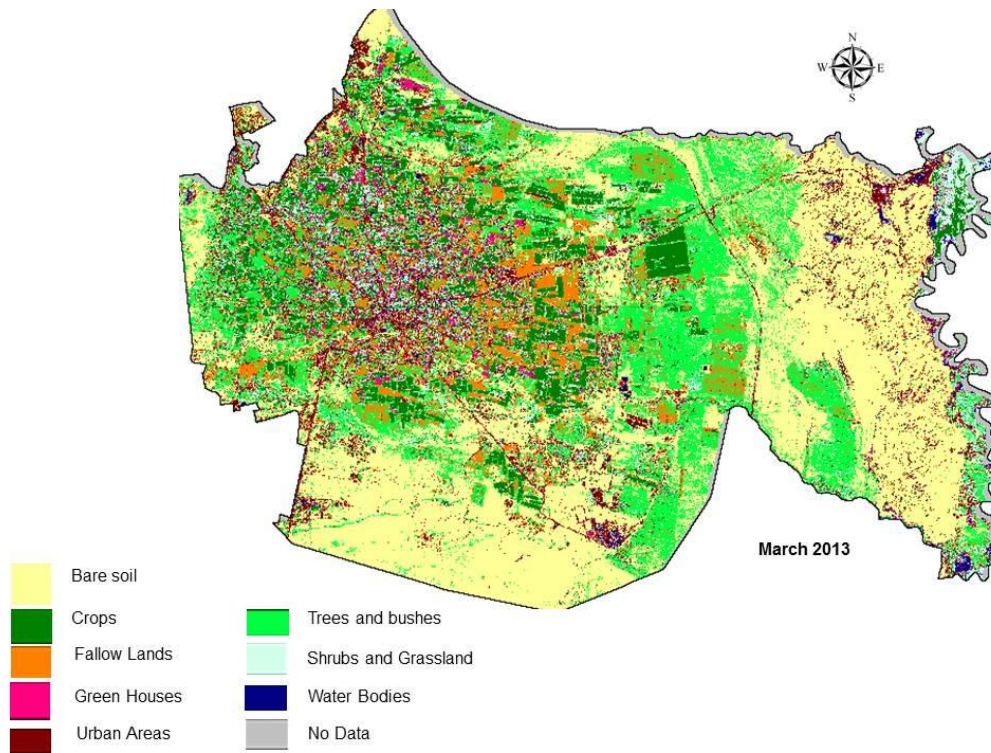 N
W E
S
March 2013
Bare soil
Crops
Fallow Lands
Green Houses
Urban Areas
Trees and bushes
Shrubs and Grassland
Water Bodies
No Data